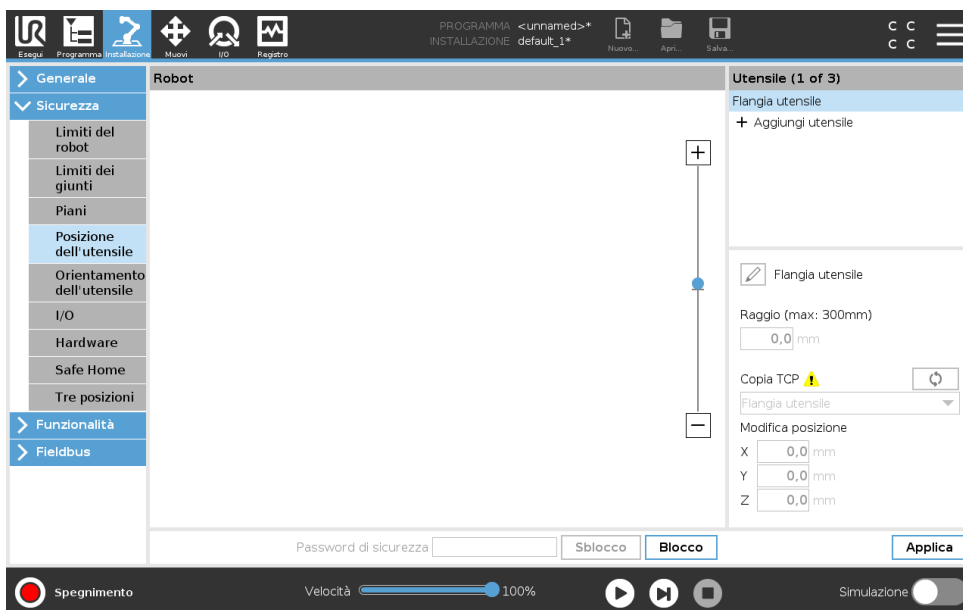 UR
PROGRAMMA <unnamed>*
INSTALLAZIONE default_1*
Esegui Programma Installazione Muovi I/O Registro
Nuovo... Apri... Salva...
C C
C C
Generale
Sicurezza
Limiti del
robot
Limiti dei
giunti
Piani
Posizione
dell'utensile
Orientamento
dell'utensile
I/O
Hardware
Safe Home
Tre posizioni
Funzionalità
Fieldbus
Robot
Utensile (1 of 3)
Flangia utensile
+ Aggiungi utensile
Flangia utensile
Raggio (max: 300mm)
0,0 mm
Copia TCP
Flangia utensile
Modifica posizione
X 0,0 mm
Y 0,0 mm
Z 0,0 mm
Password di sicurezza Sblocco Blocco Applica
Spegnimento Velocità 100% Simulazione